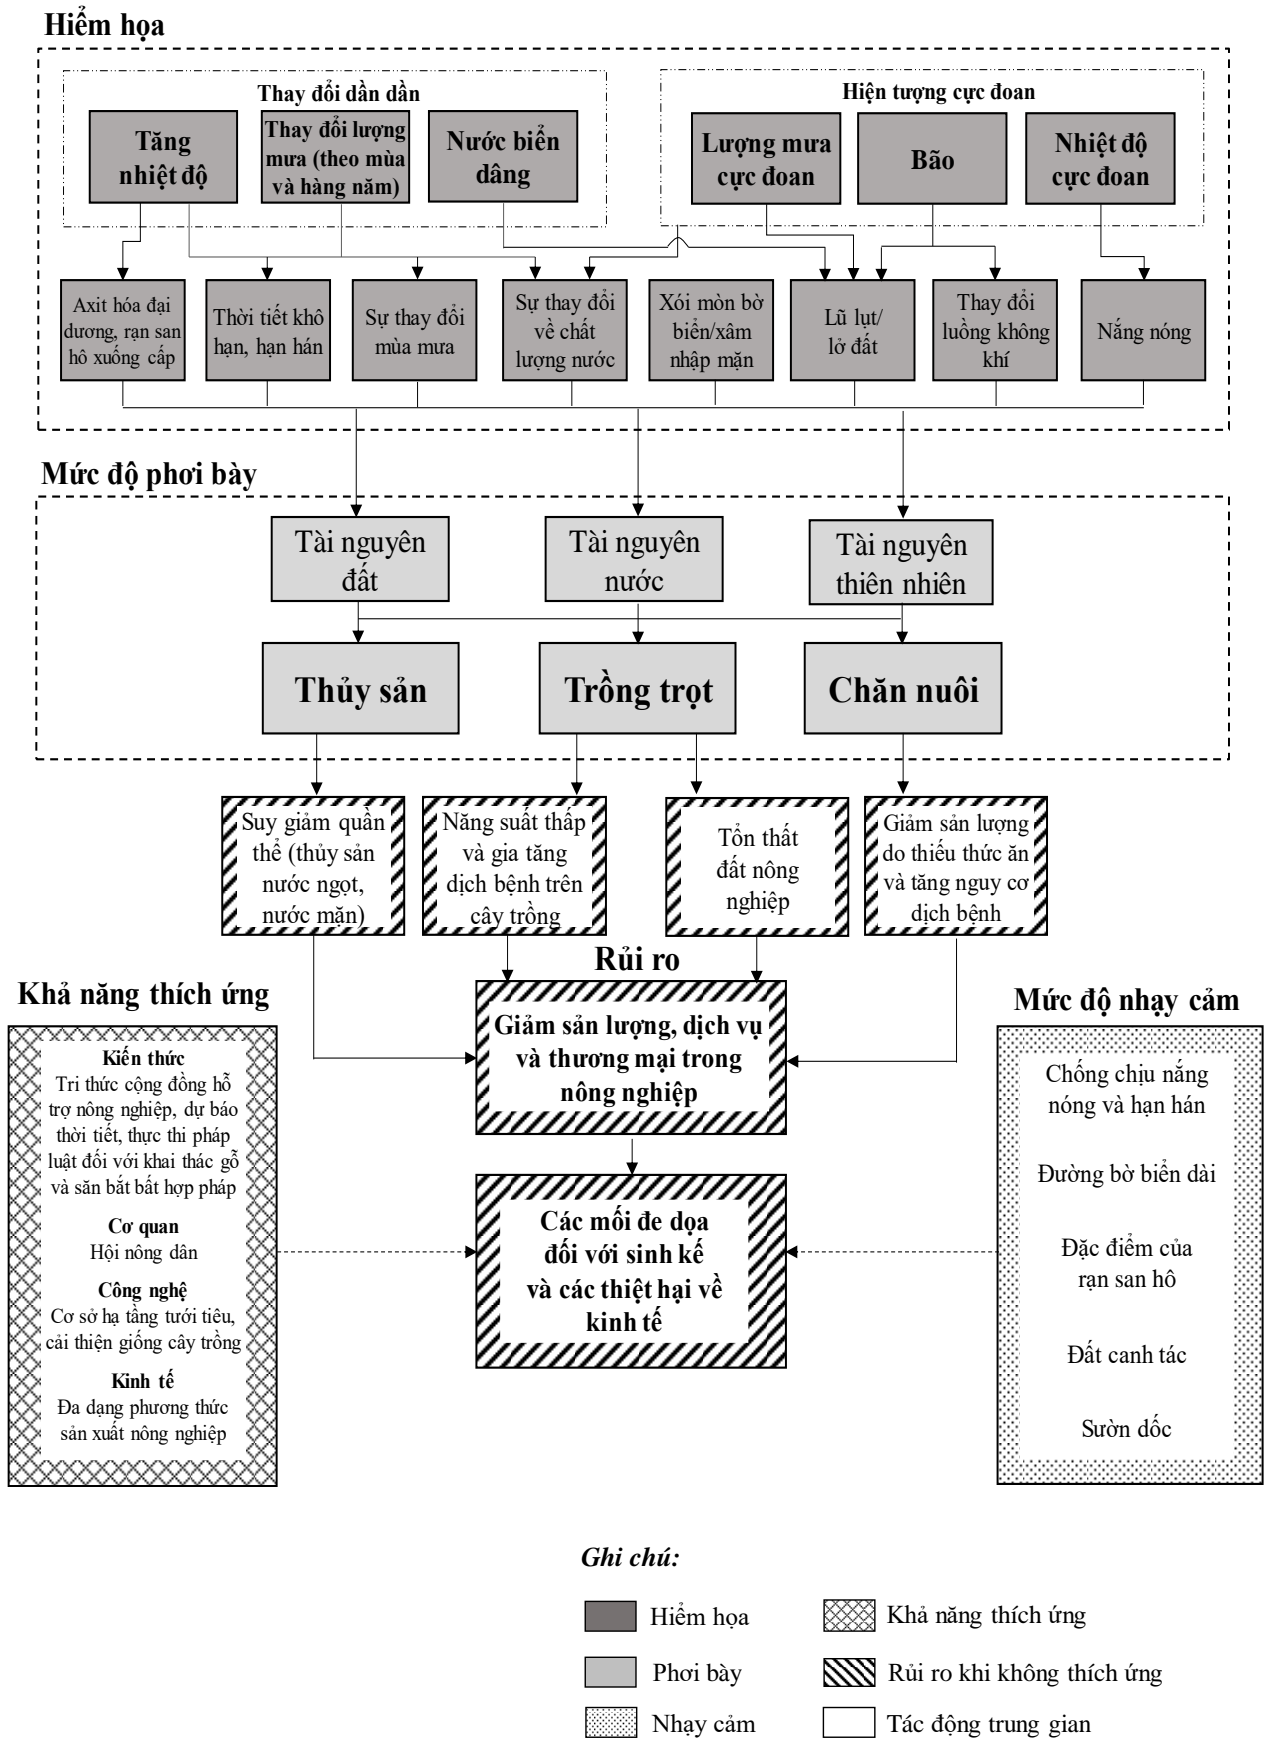 Hiểm họa
Thay đổi dần dần
Tăng
nhiệt độ
Thay đổi lượng
mưa (theo mùa
và hàng năm)
Nước biển
dâng
Hiện tượng cực đoan
Lượng mưa
cực đoan
Bão
Nhiệt độ
cực đoan
Axit hóa đại
dương, rạn san
hô xuống cấp
Thời tiết khô
hạn, hạn hán
Sự thay đổi
mùa mưa
Sự thay đổi
về chất
lượng nước
Xói mòn bờ
biển/xâm
nhập mặn
Lũ lụt/
lở đất
Thay đổi
luồng không
khí
Nắng nóng
Mức độ phơi bày
Tài nguyên
đất
Tài nguyên
nước
Tài nguyên
thiên nhiên
Thủy sản
Trồng trọt
Chăn nuôi
Suy giảm quần
thể (thủy sản
nước ngọt,
nước mặn)
Năng suất thấp
và gia tăng
dịch bệnh trên
cây trồng
Tổn thất
đất nông
nghiệp
Giảm sản lượng
do thiếu thức ăn
và tăng nguy cơ
dịch bệnh
Rủi ro
Giảm sản lượng, dịch vụ
và thương mại trong
nông nghiệp
Các mối đe dọa
đối với sinh kế
và các thiệt hại về
kinh tế
Khả năng thích ứng
Kiến thức
Tri thức cộng đồng hỗ
trợ nông nghiệp, dự báo
thời tiết, thực thi pháp
luật đối với khai thác gỗ
và săn bắt bất hợp pháp
Cơ quan
Hội nông dân
Công nghệ
Cơ sở hạ tầng tưới tiêu,
cải thiện giống cây trồng
Kinh tế
Đa dạng phương thức
sản xuất nông nghiệp
Mức độ nhạy cảm
Chống chịu nắng
nóng và hạn hán
Đường bờ biển dài
Đặc điểm của
rạn san hô
Đất canh tác
Sườn dốc
Ghi chú:
Hiểm họa
Khả năng thích ứng
Phơi bày
Rủi ro khi không thích ứng
Nhạy cảm
Tác động trung gian